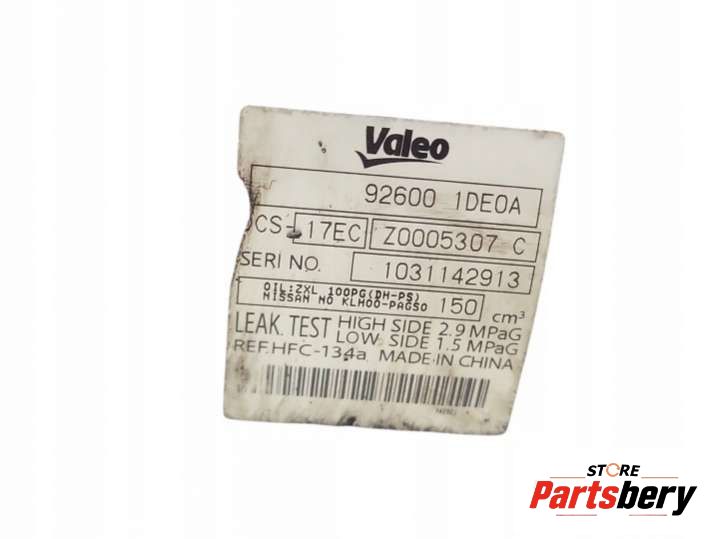 Valeo
92600 1DE0A
DCS-17EC Z0005307 C
SERI NO. 1031142913
OIL:ZXL 100PG(DH-PS)
NISSAN NO KLH00-PAGS0 150 cm³
LEAK. TEST HIGH SIDE 2.9 MPaG
LOW SIDE 1.5 MPaG
REF.HFC-134a MADE IN CHINA
STORE
Partsbery